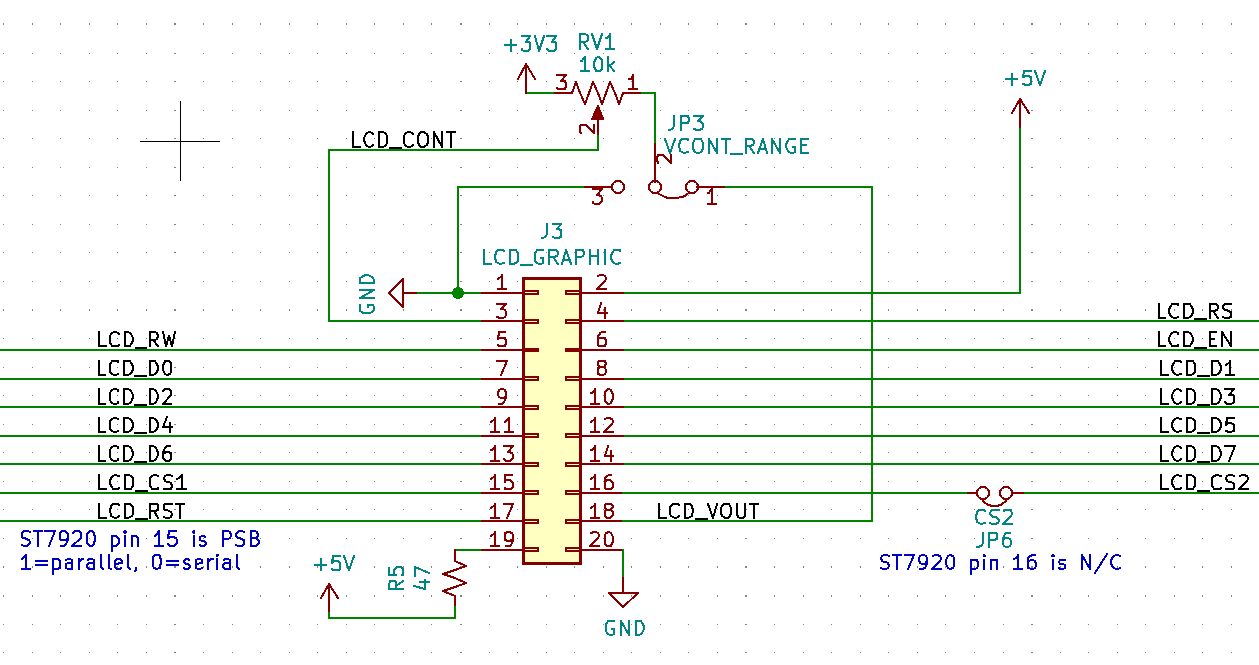 +3V3
RV1
10k
3
1
2
+5V
LCD_CONT
JP3
VCONT_RANGE
2
3
1
J3
LCD_GRAPHIC
GND
1
2
3
4
LCD_RS
LCD_RW
5
6
LCD_EN
LCD_D0
7
8
LCD_D1
LCD_D2
9
10
LCD_D3
LCD_D4
11
12
LCD_D5
LCD_D6
13
14
LCD_D7
LCD_CS1
15
16
LCD_CS2
LCD_RST
17
18
LCD_VOUT
CS2
JP6
ST7920 pin 15 is PSB
1=parallel, 0=serial
19
20
ST7920 pin 16 is N/C
+5V
R5
47
GND